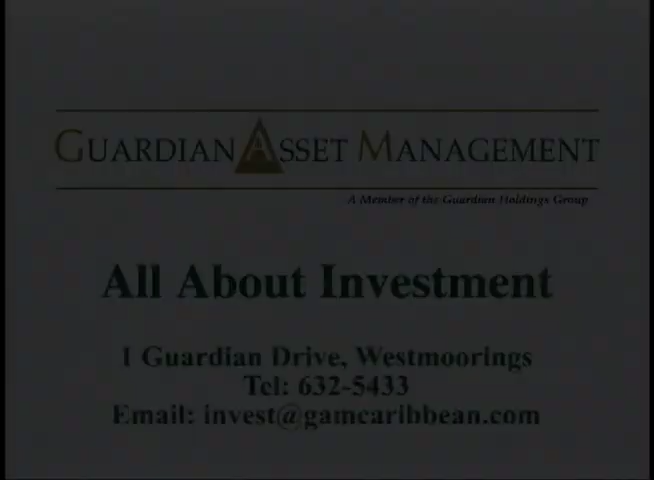 GUARDIAN ASSET MANAGEMENT
A Member of the Guardian Holdings Group
All About Investment
1 Guardian Drive, Westmoorings
Tel: 632-5433
Email: invest@gamcaribbean.com